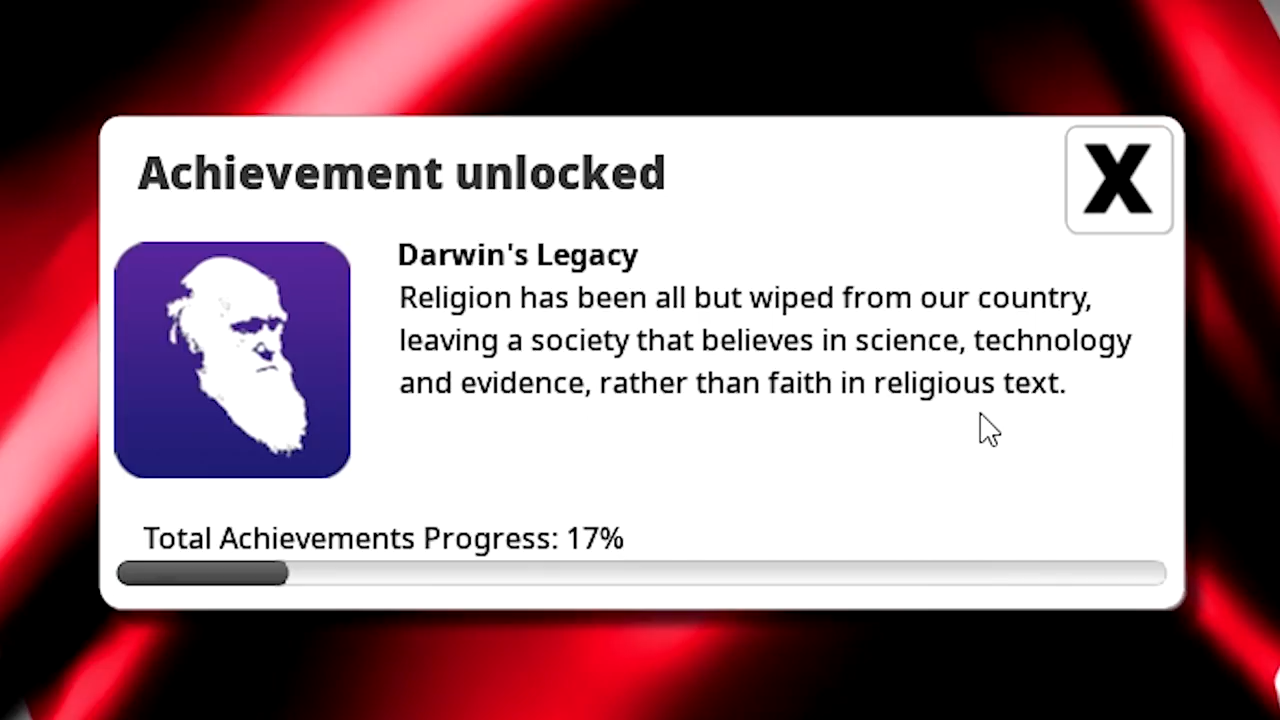 Achievement unlocked
X
Darwin's Legacy
Religion has been all but wiped from our country,
leaving a society that believes in science, technology
and evidence, rather than faith in religious text.
Total Achievements Progress: 17%